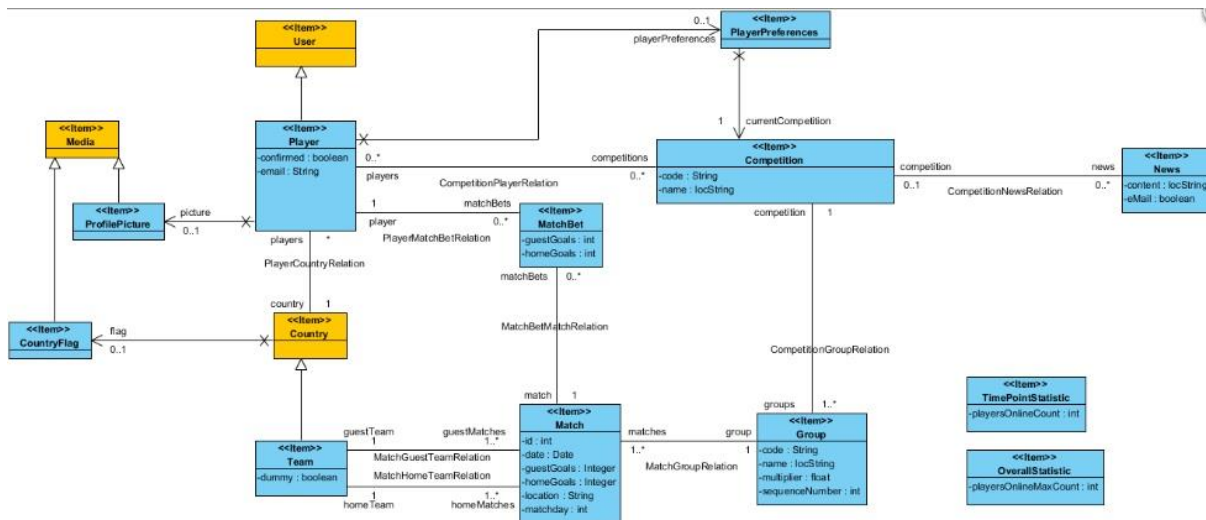 <<Item>>
User
0..1
playerPreferences
<<Item>>
PlayerPreferences
<<Item>>
Media
<<Item>>
Player
-confirmed : boolean
-email : String
0..*
players
competitions
0..*
CompetitionPlayerRelation
1
currentCompetition
<<Item>>
Competition
-code : String
-name : locString
competition
0..1
news
0..*
CompetitionNewsRelation
<<Item>>
News
-content : locString
-eMail : boolean
<<Item>>
ProfilePicture
picture
0..1
1
player
matchBets
0..*
PlayerMatchBetRelation
<<Item>>
MatchBet
-guestGoals : int
-homeGoals : int
competition
1
players
*
PlayerCountryRelation
country
1
matchBets
0..*
MatchBetMatchRelation
match
1
<<Item>>
CountryFlag
flag
0..1
<<Item>>
Country
CompetitionGroupRelation
groups
1..*
<<Item>>
TimePointStatistic
-playersOnlineCount : int
<<Item>>
Team
-dummy : boolean
guestTeam
1
guestMatches
1..*
MatchGuestTeamRelation
MatchHomeTeamRelation
1
homeTeam
1..*
homeMatches
<<Item>>
Match
-id : int
-date : Date
-guestGoals : Integer
-homeGoals : Integer
-location : String
-matchday : int
matches
1..*
group
1
MatchGroupRelation
<<Item>>
Group
-code : String
-name : locString
-multiplier : float
-sequenceNumber : int
<<Item>>
OverallStatistic
-playersOnlineMaxCount : int